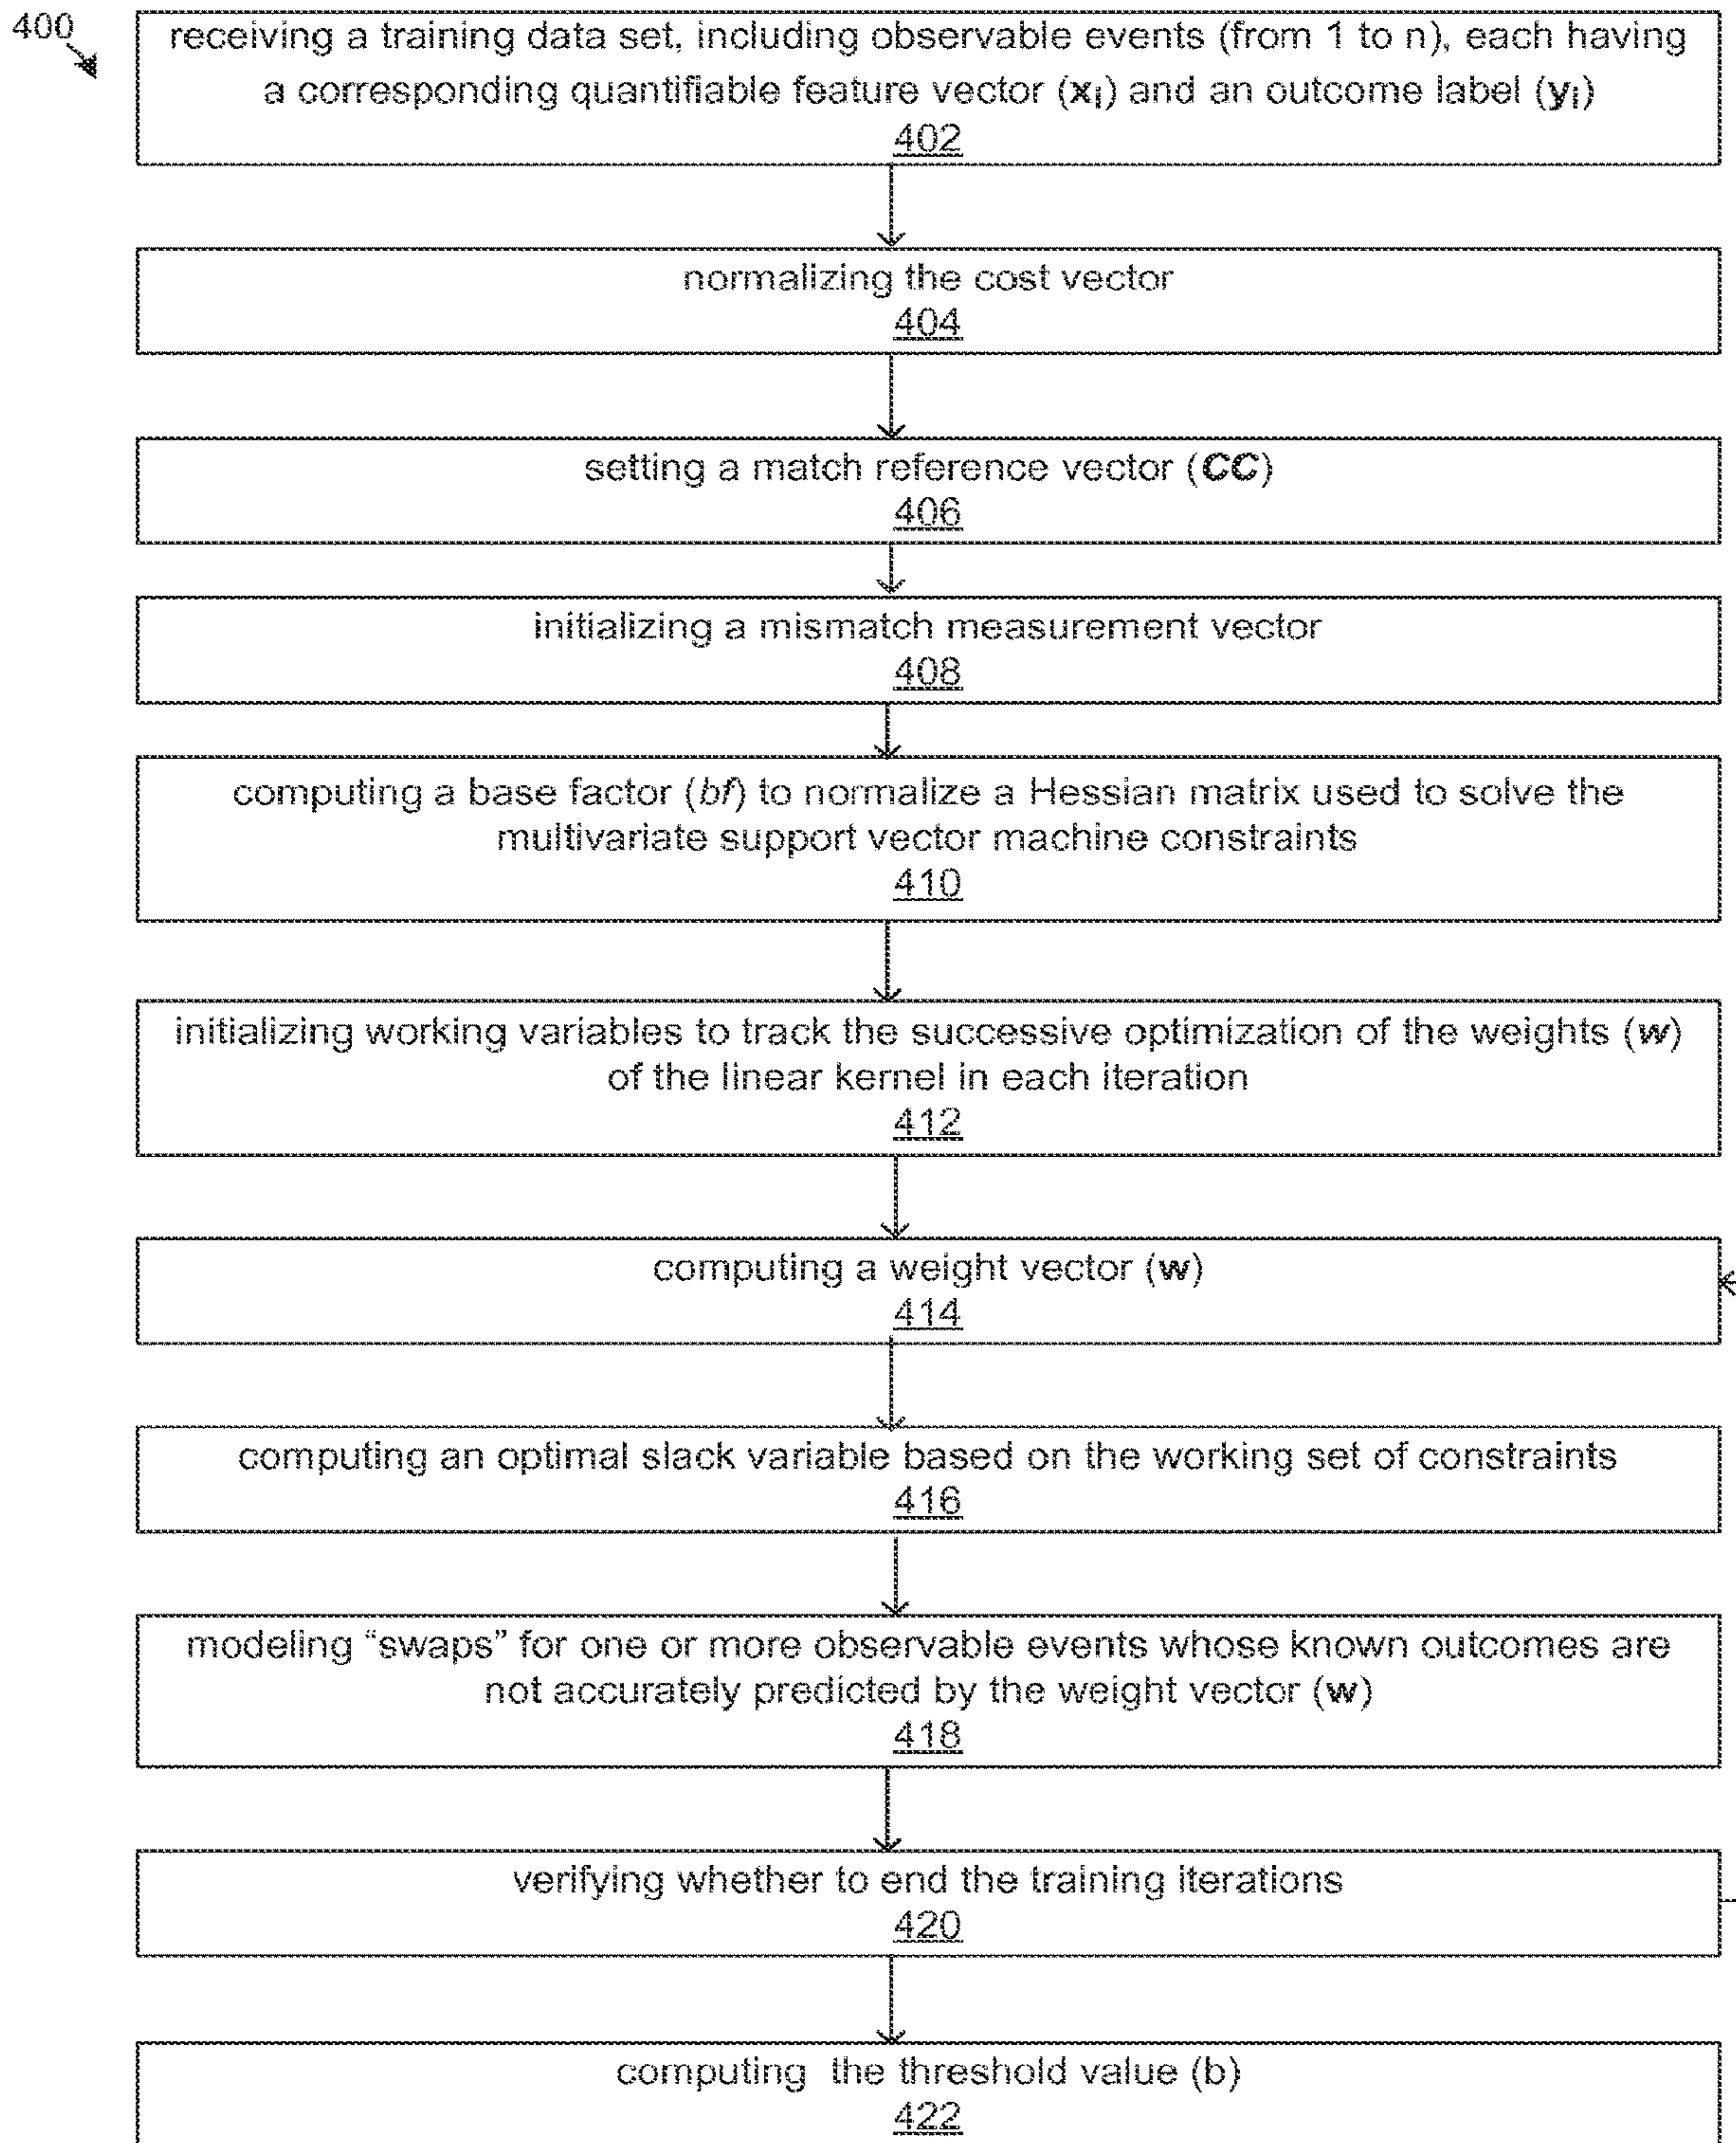 400
receiving a training data set, including observable events (from 1 to n), each having
a corresponding quantifiable feature vector (xi) and an outcome label (yi)
402
normalizing the cost vector
404
setting a match reference vector (CC)
406
initializing a mismatch measurement vector
408
computing a base factor (bf) to normalize a Hessian matrix used to solve the
multivariate support vector machine constraints
410
initializing working variables to track the successive optimization of the weights (w)
of the linear kernel in each iteration
412
computing a weight vector (w)
414
computing an optimal slack variable based on the working set of constraints
416
modeling “swaps” for one or more observable events whose known outcomes are
not accurately predicted by the weight vector (w)
418
verifying whether to end the training iterations
420
computing the threshold value (b)
422